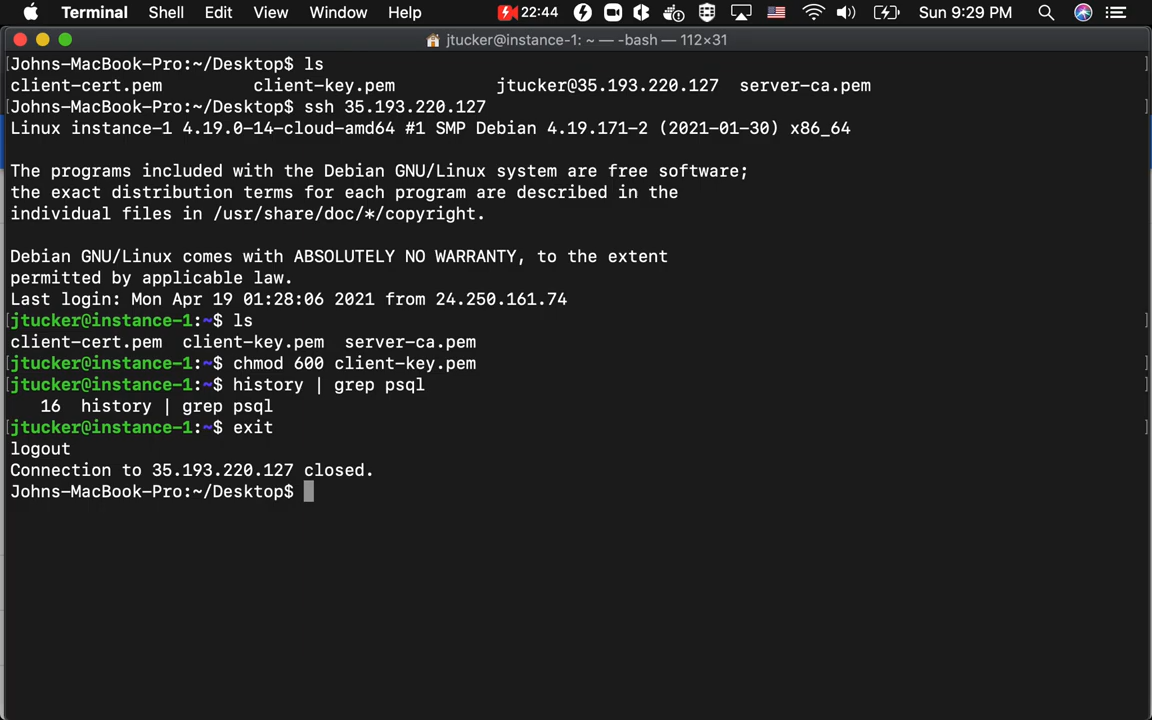 Terminal Shell Edit View Window Help 22:44 Sun 9:29 PM
jtucker@instance-1: ~ — -bash — 112×31
[Johns-MacBook-Pro:~/Desktop$ ls ]
client-cert.pem client-key.pem jtucker@35.193.220.127 server-ca.pem
[Johns-MacBook-Pro:~/Desktop$ ssh 35.193.220.127 ]
Linux instance-1 4.19.0-14-cloud-amd64 #1 SMP Debian 4.19.171-2 (2021-01-30) x86_64
The programs included with the Debian GNU/Linux system are free software;
the exact distribution terms for each program are described in the
individual files in /usr/share/doc/*/copyright.
Debian GNU/Linux comes with ABSOLUTELY NO WARRANTY, to the extent
permitted by applicable law.
Last login: Mon Apr 19 01:28:06 2021 from 24.250.161.74
[jtucker@instance-1:~$ ls ]
client-cert.pem client-key.pem server-ca.pem
[jtucker@instance-1:~$ chmod 600 client-key.pem ]
[jtucker@instance-1:~$ history | grep psql ]
16 history | grep psql
[jtucker@instance-1:~$ exit ]
logout
Connection to 35.193.220.127 closed.
Johns-MacBook-Pro:~/Desktop$